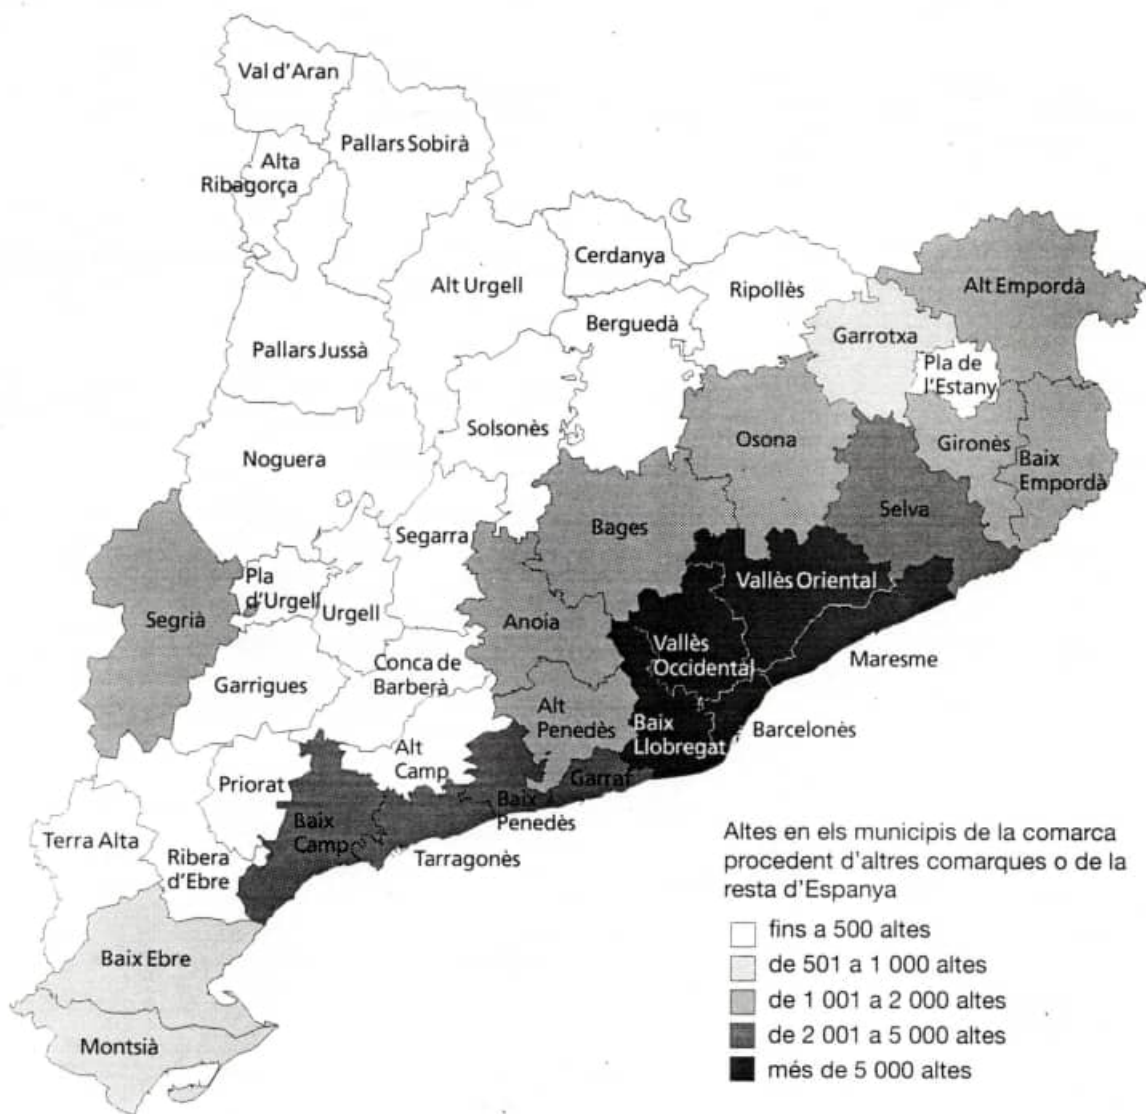 Val d'Aran
Pallars Sobirà
Alta
Ribagorça
Cerdanya
Alt Urgell
Ripollès
Alt Empordà
Berguedà
Garrotxa
Pallars Jussà
Pla de
l'Estany
Solsonès
Osona
Gironès
Noguera
Baix
Empordà
Selva
Bages
Segarra
Pla
d'Urgell
Vallès Oriental
Urgell
Segrià
Anoia
Vallès
Occidental
Maresme
Conca de
Barberà
Garrigues
Alt
Penedès
Baix
Llobregat
Barcelonès
Alt
Camp
Garraf
Priorat
Baix
Penedès
Baix
Camp
Terra Alta
Tarragonès
Ribera
d'Ebre
Baix Ebre
Montsià
Altes en els municipis de la comarca
procedent d'altres comarques o de la
resta d'Espanya
fins a 500 altes
de 501 a 1 000 altes
de 1 001 a 2 000 altes
de 2 001 a 5 000 altes
més de 5 000 altes